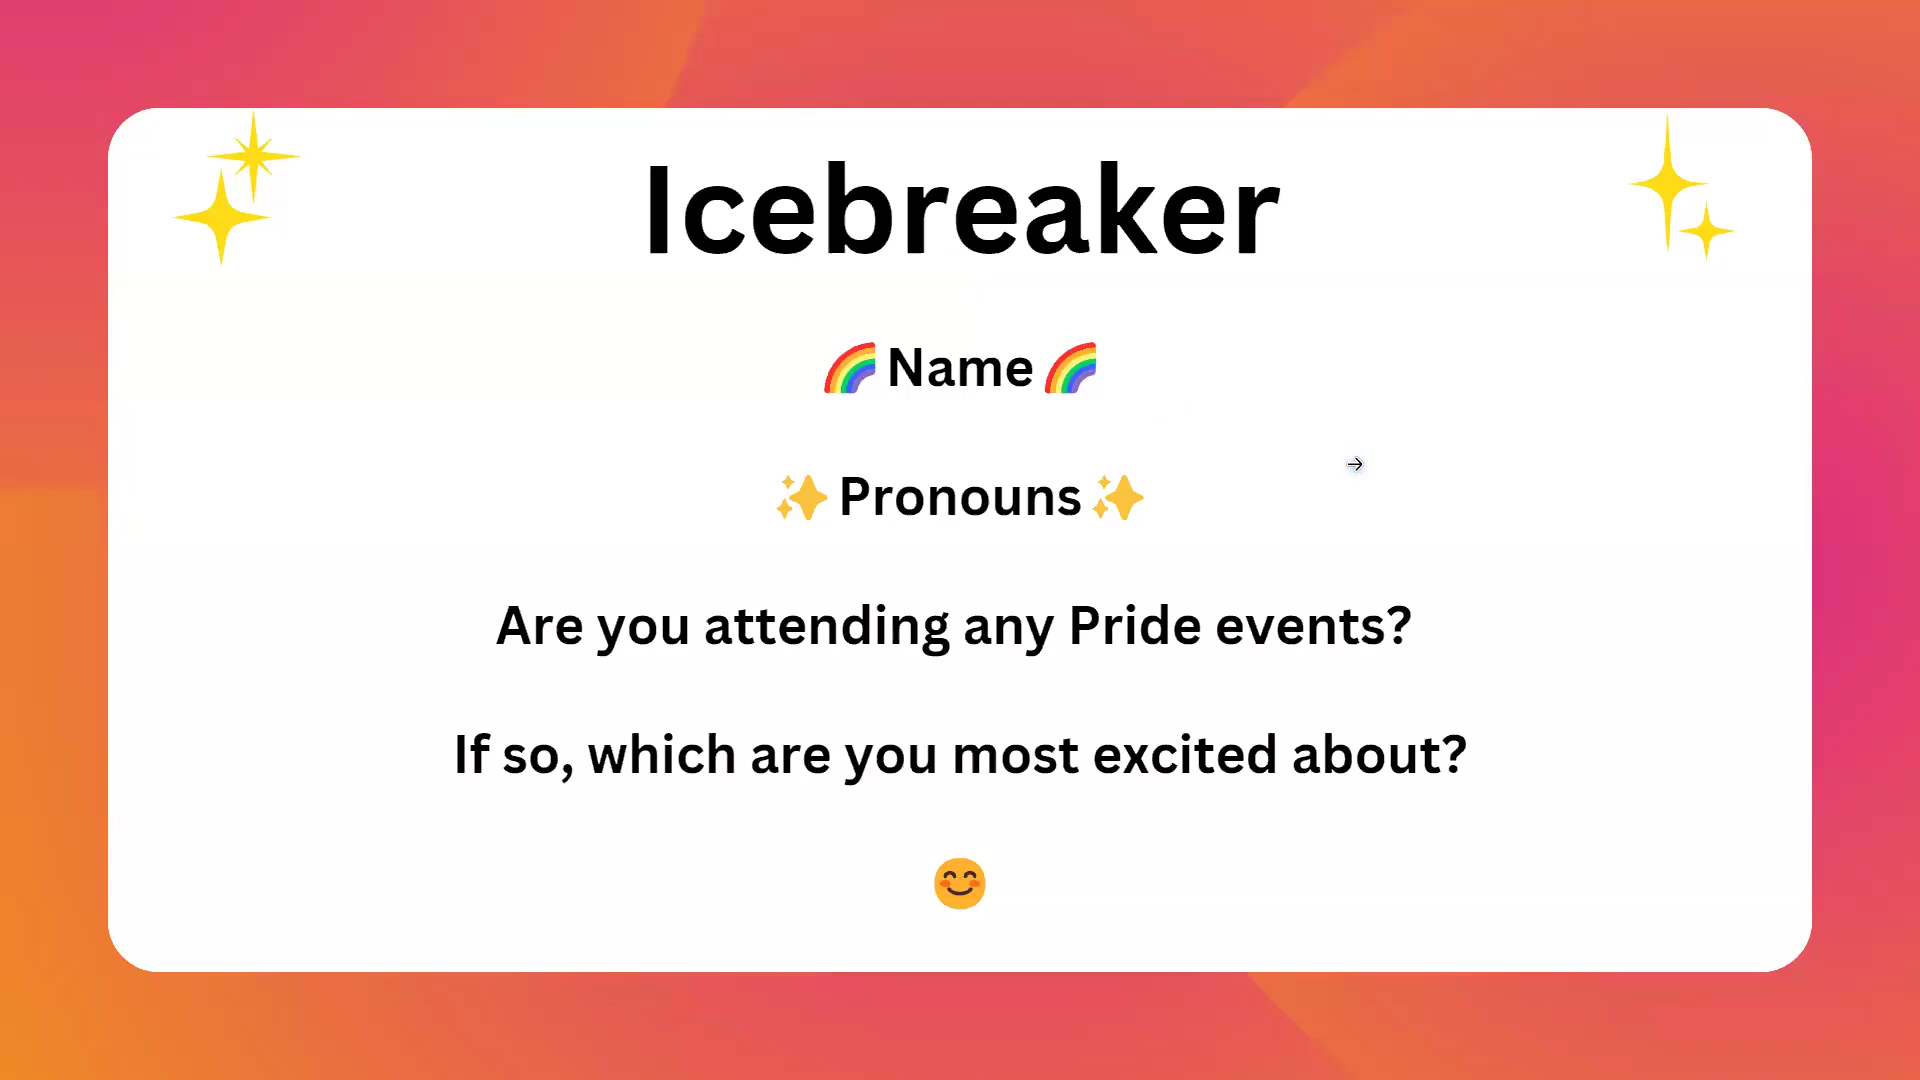 Icebreaker
🌈 Name 🌈
✨ Pronouns ✨
Are you attending any Pride events?
If so, which are you most excited about?
😊